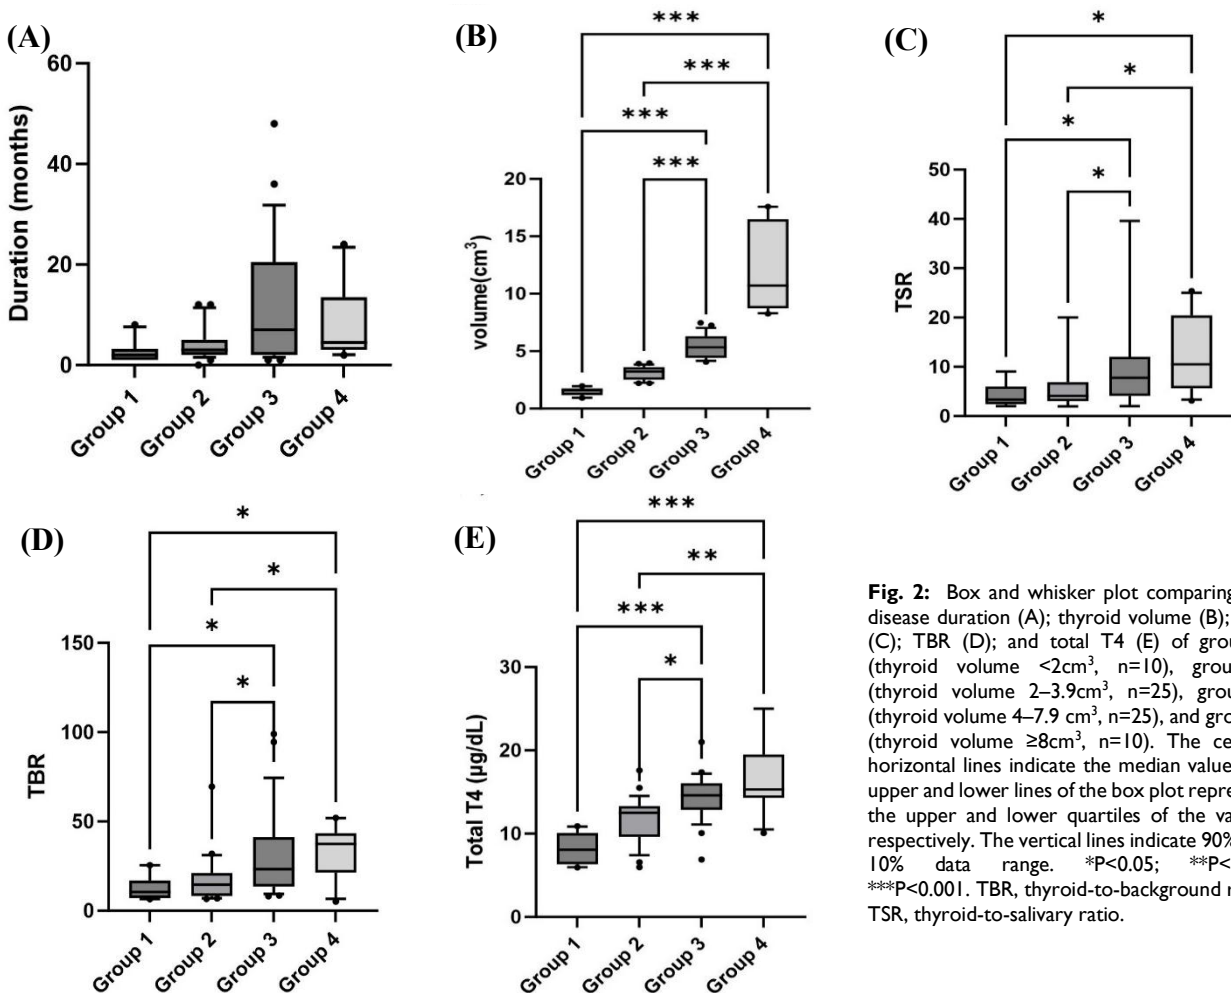 (A)
Duration (months)
60
40
20
0
Group 1
Group 2
Group 3
Group 4
(B)
***
***
***
***
volume(cm³)
20
15
10
5
0
Group 1
Group 2
Group 3
Group 4
(C)
*
*
*
*
TSR
50
40
30
20
10
0
Group 1
Group 2
Group 3
Group 4
(D)
*
*
*
*
TBR
150
100
50
0
Group 1
Group 2
Group 3
Group 4
(E)
***
**
***
*
Total T4 (µg/dL)
30
20
10
0
Group 1
Group 2
Group 3
Group 4
Fig. 2: Box and whisker plot comparing
disease duration (A); thyroid volume (B);
(C); TBR (D); and total T4 (E) of grou
(thyroid volume <2cm³, n=10), grou
(thyroid volume 2–3.9cm³, n=25), grou
(thyroid volume 4–7.9 cm³, n=25), and gro
(thyroid volume ≥8cm³, n=10). The ce
horizontal lines indicate the median value
upper and lower lines of the box plot repre
the upper and lower quartiles of the va
respectively. The vertical lines indicate 90%
10% data range. *P<0.05; **P<
***P<0.001. TBR, thyroid-to-background r
TSR, thyroid-to-salivary ratio.